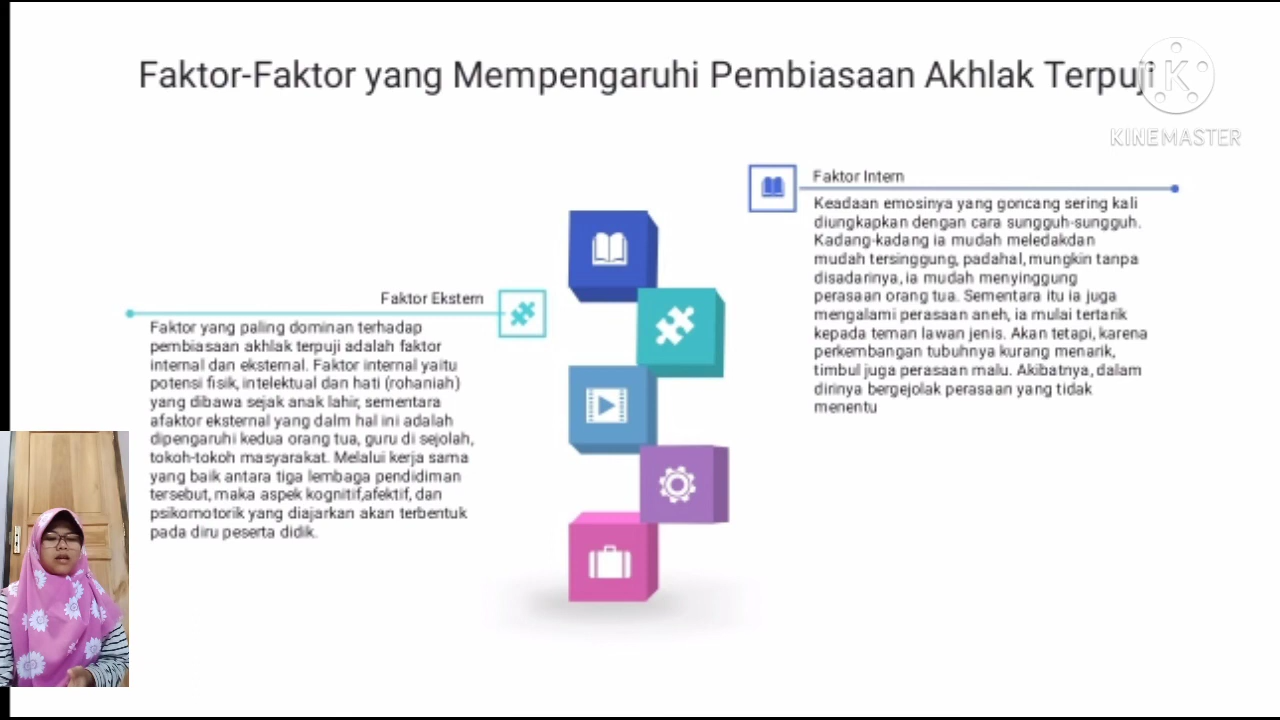 Faktor-Faktor yang Mempengaruhi Pembiasaan Akhlak Terpuji
KINEMASTER
Faktor Intern
Keadaan emosinya yang goncang sering kali
diungkapkan dengan cara sungguh-sungguh.
Kadang-kadang ia mudah meledakdan
mudah tersinggung, padahal, mungkin tanpa
disadarinya, ia mudah menyinggung
perasaan orang tua. Sementara itu ia juga
mengalami perasaan aneh, ia mulai tertarik
kepada teman lawan jenis. Akan tetapi, karena
perkembangan tubuhnya kurang menarik,
timbul juga perasaan malu. Akibatnya, dalam
dirinya bergejolak perasaan yang tidak
menentu
Faktor Ekstern
Faktor yang paling dominan terhadap
pembiasaan akhlak terpuji adalah faktor
internal dan eksternal. Faktor internal yaitu
potensi fisik, intelektual dan hati (rohaniah)
yang dibawa sejak anak lahir, sementara
afaktor eksternal yang dalm hal ini adalah
dipengaruhi kedua orang tua, guru di sejolah,
tokoh-tokoh masyarakat. Melalui kerja sama
yang baik antara tiga lembaga pendidiman
tersebut, maka aspek kognitif,afektif, dan
psikomotorik yang diajarkan akan terbentuk
pada diru peserta didik.